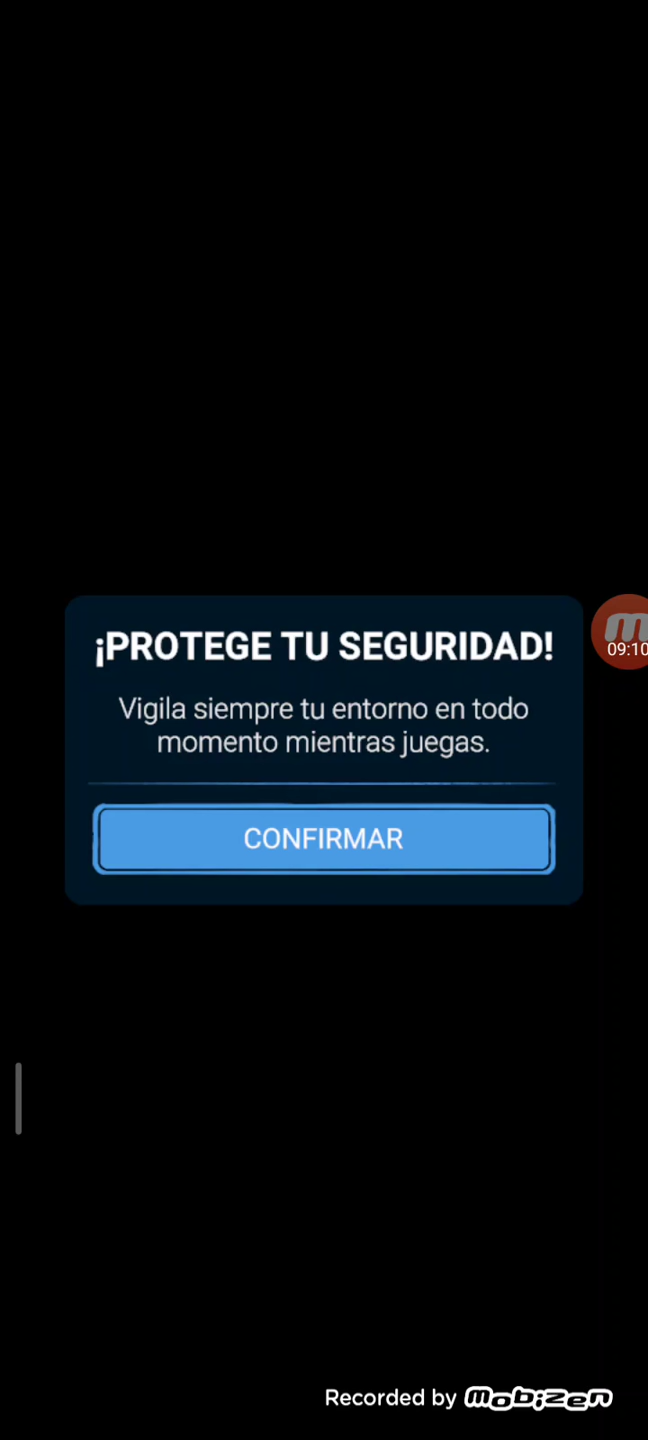 ¡PROTEGE TU SEGURIDAD!
Vigila siempre tu entorno en todo
momento mientras juegas.
CONFIRMAR
09:10
Recorded by Mobizen